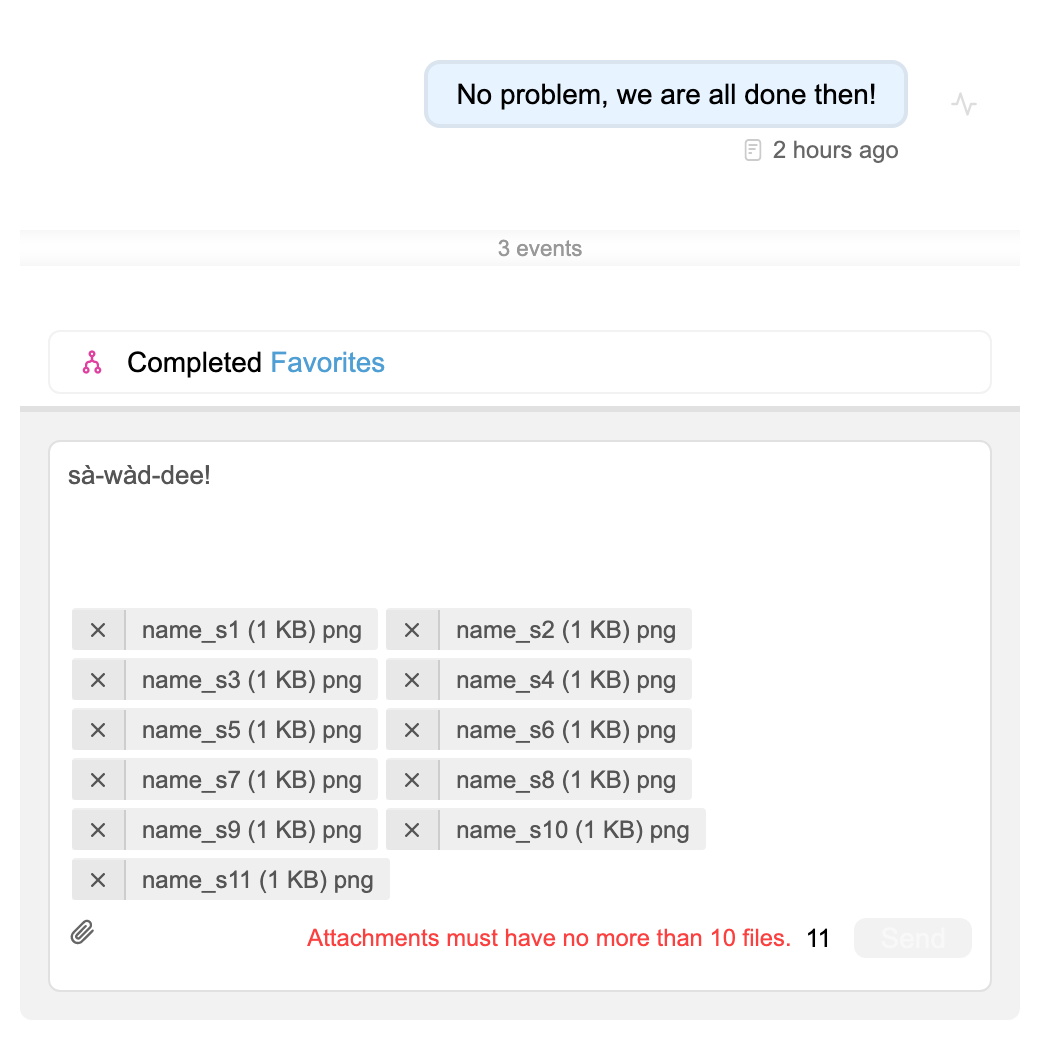 No problem, we are all done then!
2 hours ago
3 events
Completed Favorites
sà-wàd-dee!
name_s1 (1 KB) png name_s2 (1 KB) png
name_s3 (1 KB) png name_s4 (1 KB) png
name_s5 (1 KB) png name_s6 (1 KB) png
name_s7 (1 KB) png name_s8 (1 KB) png
name_s9 (1 KB) png name_s10 (1 KB) png
name_s11 (1 KB) png
Attachments must have no more than 10 files. 11 Send